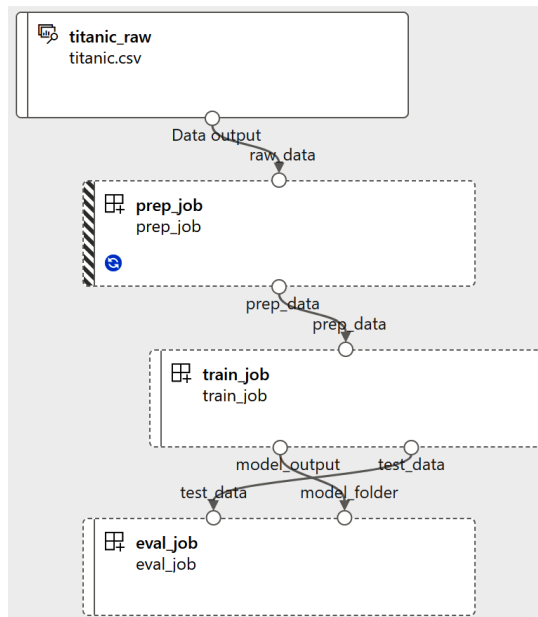 titanic_raw
titanic.csv
Data output
raw_data
prep_job
prep_job
prep_data
prep_data
train_job
train_job
model_output
test_data
test_data
model_folder
eval_job
eval_job